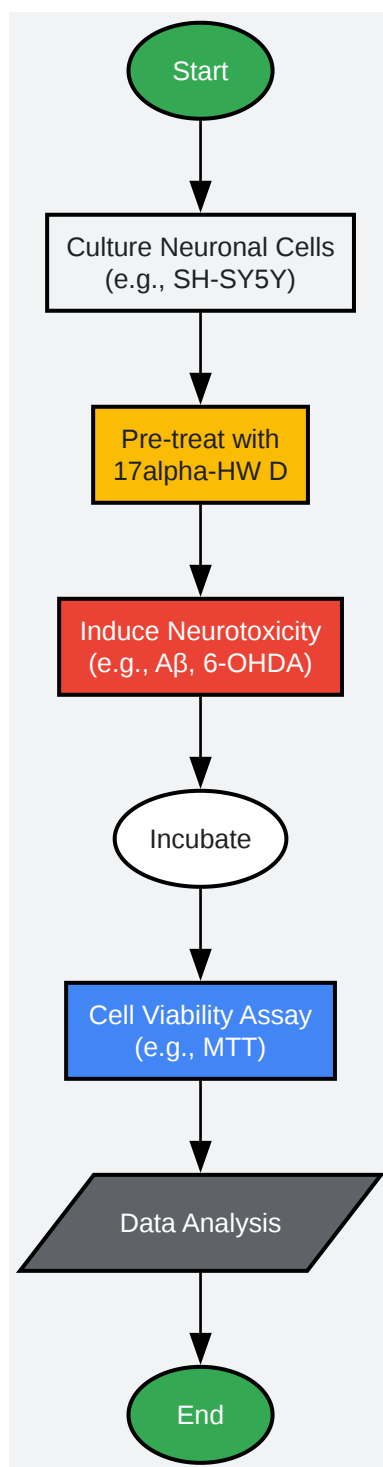 Start
Culture Neuronal Cells
(e.g., SH-SY5Y)
Pre-treat with
17alpha-HW D
Induce Neurotoxicity
(e.g., Aβ, 6-OHDA)
Incubate
Cell Viability Assay
(e.g., MTT)
Data Analysis
End